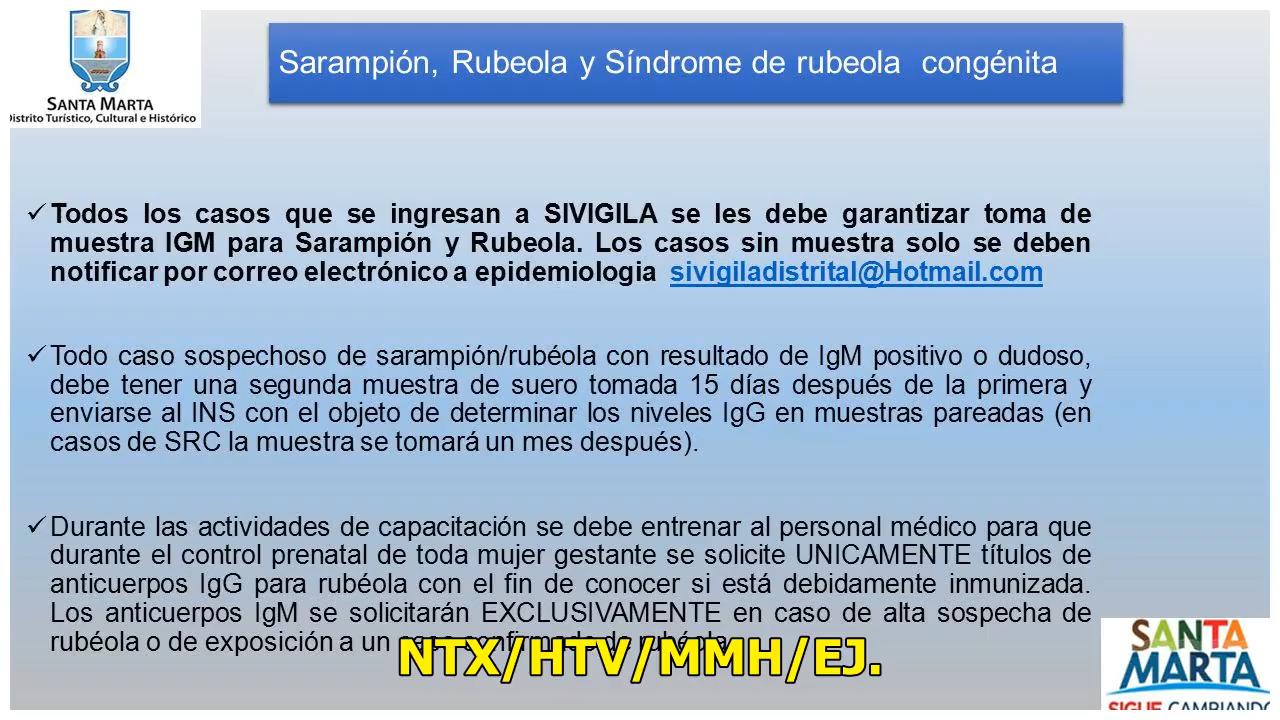 SANTA MARTA
Distrito Turístico, Cultural e Histórico
Sarampión, Rubeola y Síndrome de rubeola congénita
✓ Todos los casos que se ingresan a SIVIGILA se les debe garantizar toma de
muestra IGM para Sarampión y Rubeola. Los casos sin muestra solo se deben
notificar por correo electrónico a epidemiologia sivigiladistrital@Hotmail.com
✓ Todo caso sospechoso de sarampión/rubéola con resultado de IgM positivo o dudoso,
debe tener una segunda muestra de suero tomada 15 días después de la primera y
enviarse al INS con el objeto de determinar los niveles IgG en muestras pareadas (en
casos de SRC la muestra se tomará un mes después).
✓ Durante las actividades de capacitación se debe entrenar al personal médico para que
durante el control prenatal de toda mujer gestante se solicite UNICAMENTE títulos de
anticuerpos IgG para rubéola con el fin de conocer si está debidamente inmunizada.
Los anticuerpos IgM se solicitarán EXCLUSIVAMENTE en caso de alta sospecha de
rubéola o de exposición a un caso confirmado de rubéola
NTX/HTV/MMH/EJ.
SANTA
MARTA
SIGUE CAMBIANDO